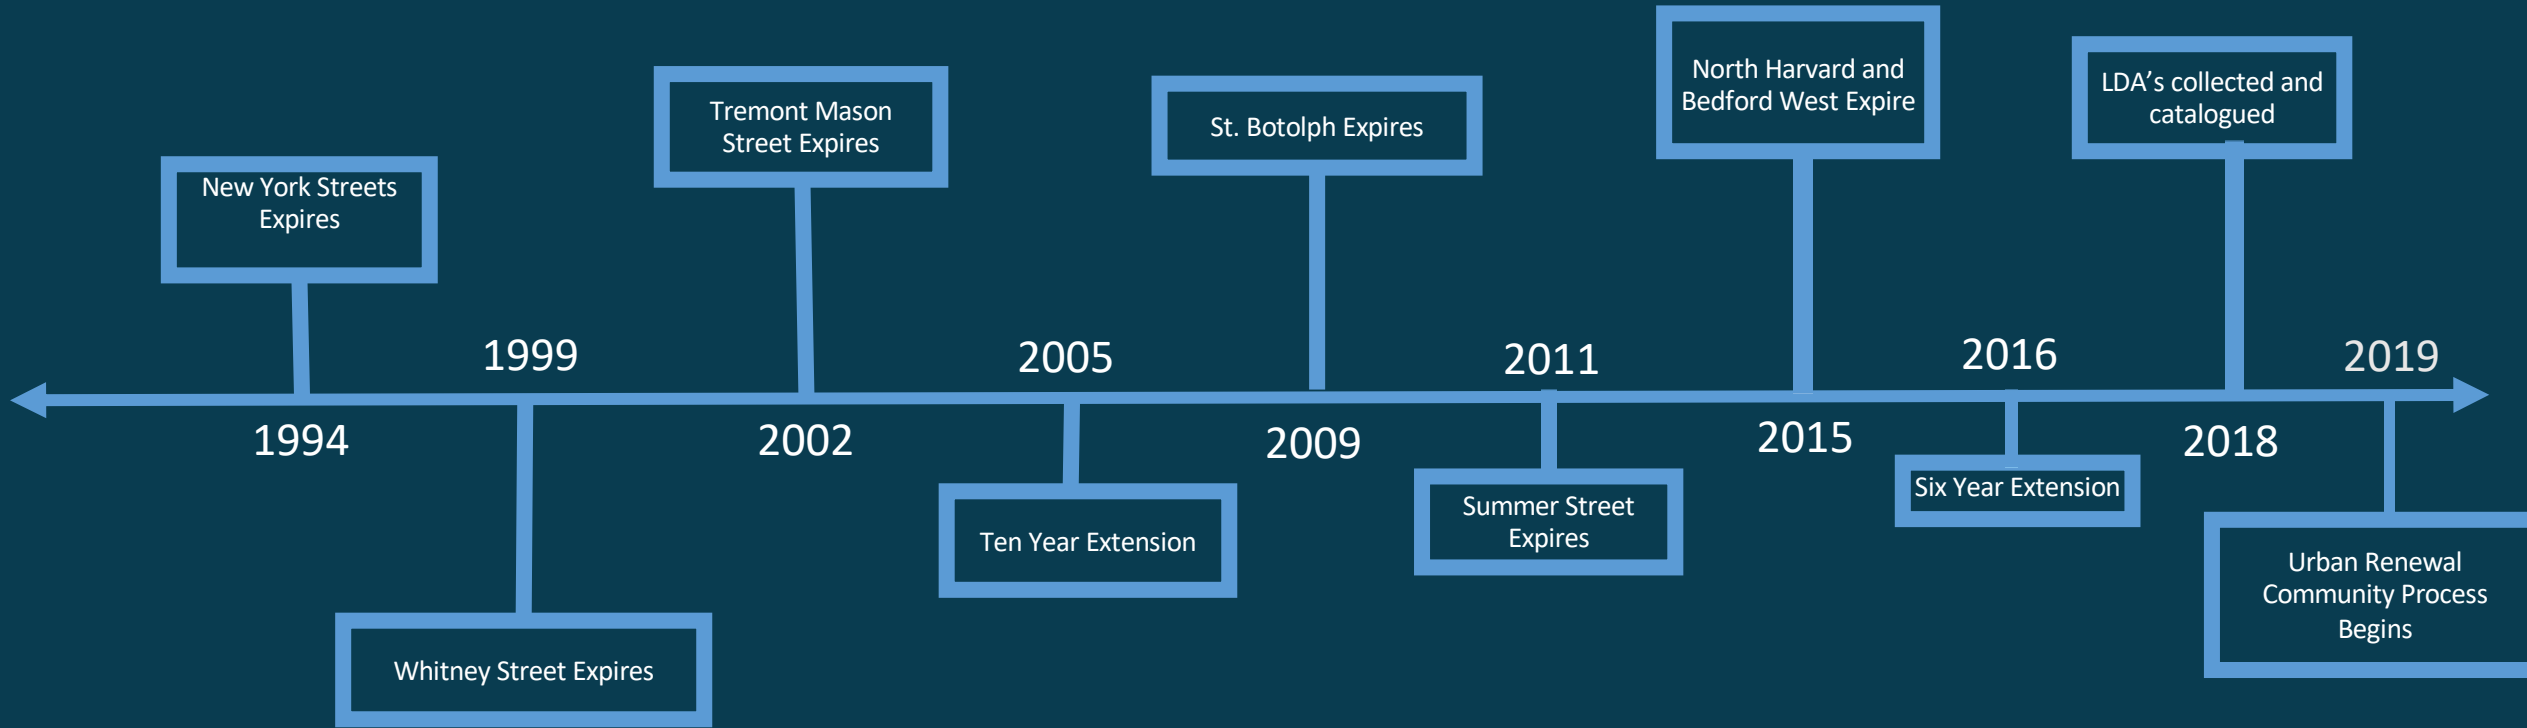 New York Streets
Expires
1994
1999
Whitney Street Expires
Tremont Mason
Street Expires
2002
2005
Ten Year Extension
St. Botolph Expires
2009
2011
Summer Street
Expires
North Harvard and
Bedford West Expire
2015
2016
Six Year Extension
LDA’s collected and
catalogued
2018
2019
Urban Renewal
Community Process
Begins